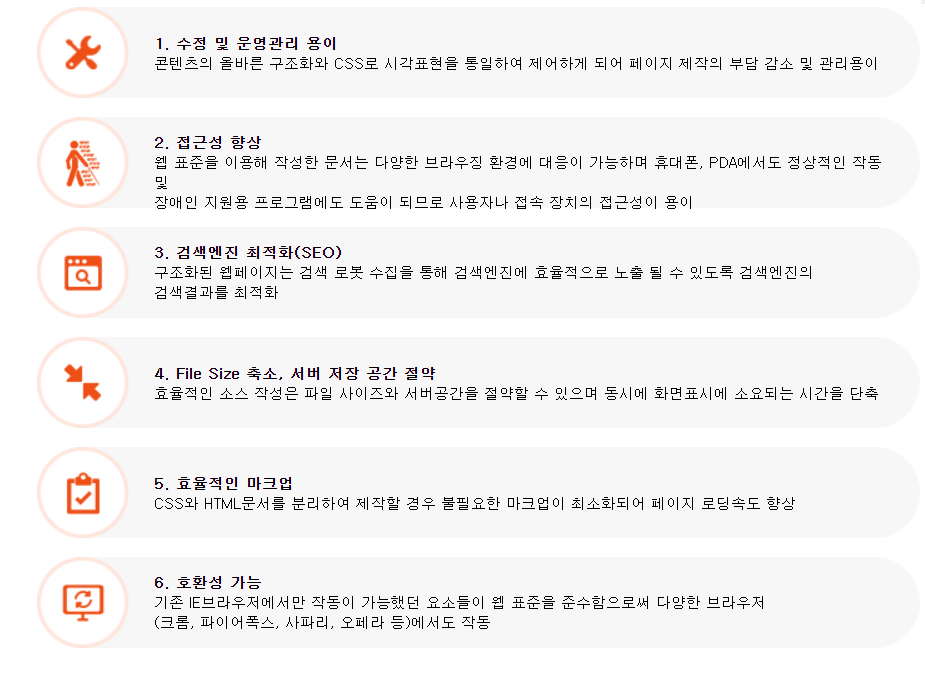 1. 수정 및 운영관리 용이
콘텐츠의 올바른 구조화와 CSS로 시각표현을 통일하여 제어하게 되어 페이지 제작의 부담 감소 및 관리용이
2. 접근성 향상
웹 표준을 이용해 작성한 문서는 다양한 브라우징 환경에 대응이 가능하며 휴대폰, PDA에서도 정상적인 작동
및
장애인 지원용 프로그램에도 도움이 되므로 사용자나 접속 장치의 접근성이 용이
3. 검색엔진 최적화(SEO)
구조화된 웹페이지는 검색 로봇 수집을 통해 검색엔진에 효율적으로 노출 될 수 있도록 검색엔진의
검색결과를 최적화
4. File Size 축소, 서버 저장 공간 절약
효율적인 소스 작성은 파일 사이즈와 서버공간을 절약할 수 있으며 동시에 화면표시에 소요되는 시간을 단축
5. 효율적인 마크업
CSS와 HTML문서를 분리하여 제작할 경우 불필요한 마크업이 최소화되어 페이지 로딩속도 향상
6. 호환성 가능
기존 IE브라우저에서만 작동이 가능했던 요소들이 웹 표준을 준수함으로써 다양한 브라우저
(크롬, 파이어폭스, 사파리, 오페라 등)에서도 작동